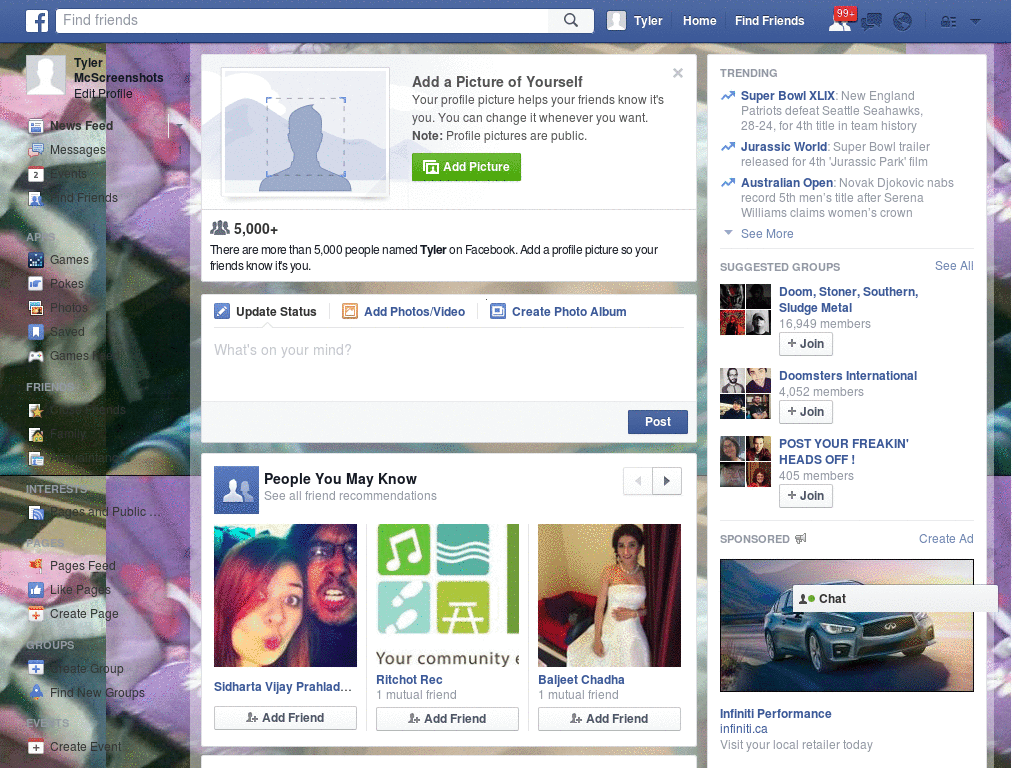 Find friends
Tyler
Home
Find Friends
99+
Tyler
McScreenshots
Edit Profile
News Feed
Messages
1
2
Events
Find Friends
APPS
Games
Pokes
Photos
Saved
Games Feed
FRIENDS
Close Friends
Family
Acquaintances
INTERESTS
Pages and Public ...
PAGES
Pages Feed
Like Pages
Create Page
GROUPS
Create Group
Find New Groups
EVENTS
Create Event
Add a Picture of Yourself
Your profile picture helps your friends know it's
you. You can change it whenever you want.
Note: Profile pictures are public.
Add Picture
5,000+
There are more than 5,000 people named Tyler on Facebook. Add a profile picture so your
friends know it's you.
Update Status
Add Photos/Video
Create Photo Album
What's on your mind?
Post
People You May Know
See all friend recommendations
Your community e
Sidharta Vijay Prahlad...
Add Friend
Ritchot Rec
1 mutual friend
Add Friend
Baljeet Chadha
1 mutual friend
Add Friend
TRENDING
Super Bowl XLIX: New England
Patriots defeat Seattle Seahawks,
28-24, for 4th title in team history
Jurassic World: Super Bowl trailer
released for 4th 'Jurassic Park' film
Australian Open: Novak Djokovic nabs
record 5th men's title after Serena
Williams claims women's crown
See More
SUGGESTED GROUPS
See All
Doom, Stoner, Southern,
Sludge Metal
16,949 members
+ Join
Doomsters International
4,052 members
+ Join
POST YOUR FREAKIN'
HEADS OFF !
405 members
+ Join
SPONSORED
Create Ad
Chat
Infiniti Performance
infiniti.ca
Visit your local retailer today